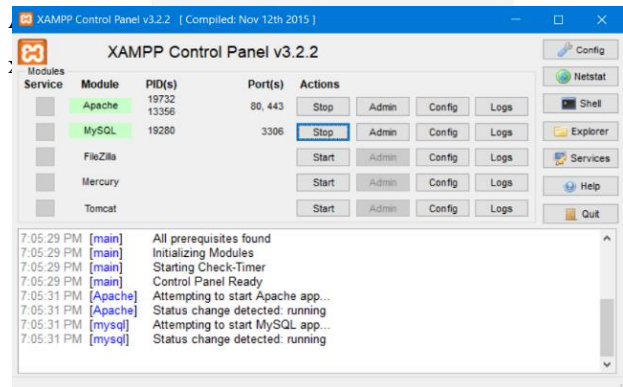 XAMPP Control Panel v3.2.2 [ Compiled: Nov 12th 2015 ]
XAMPP Control Panel v3.2.2
Config
Modules
Service Module PID(s) Port(s) Actions
Netstat
Apache 19732 13356 80, 443 Stop Admin Config Logs
Shell
MySQL 19280 3306 Stop Admin Config Logs
Explorer
FileZilla Start Admin Config Logs
Services
Mercury Start Admin Config Logs
Help
Tomcat Start Admin Config Logs
Quit
7:05:29 PM [main] All prerequisites found
7:05:29 PM [main] Initializing Modules
7:05:29 PM [main] Starting Check-Timer
7:05:29 PM [main] Control Panel Ready
7:05:31 PM [Apache] Attempting to start Apache app...
7:05:31 PM [Apache] Status change detected: running
7:05:31 PM [mysql] Attempting to start MySQL app...
7:05:31 PM [mysql] Status change detected: running